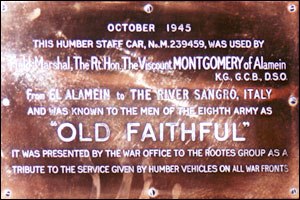 OCTOBER 1945
THIS HUMBER STAFF CAR, No.M.239459, WAS USED BY
Field Marshal, The Rt. Hon. The Viscount MONTGOMERY of Alamein
K.G., G.C.B., D.S.O.
From EL ALAMEIN to THE RIVER SANGRO, ITALY
AND WAS KNOWN TO THE MEN OF THE EIGHTH ARMY AS
"OLD FAITHFUL"
IT WAS PRESENTED BY THE WAR OFFICE TO THE ROOTES GROUP AS A
TRIBUTE TO THE SERVICE GIVEN BY HUMBER VEHICLES ON ALL WAR FRONTS